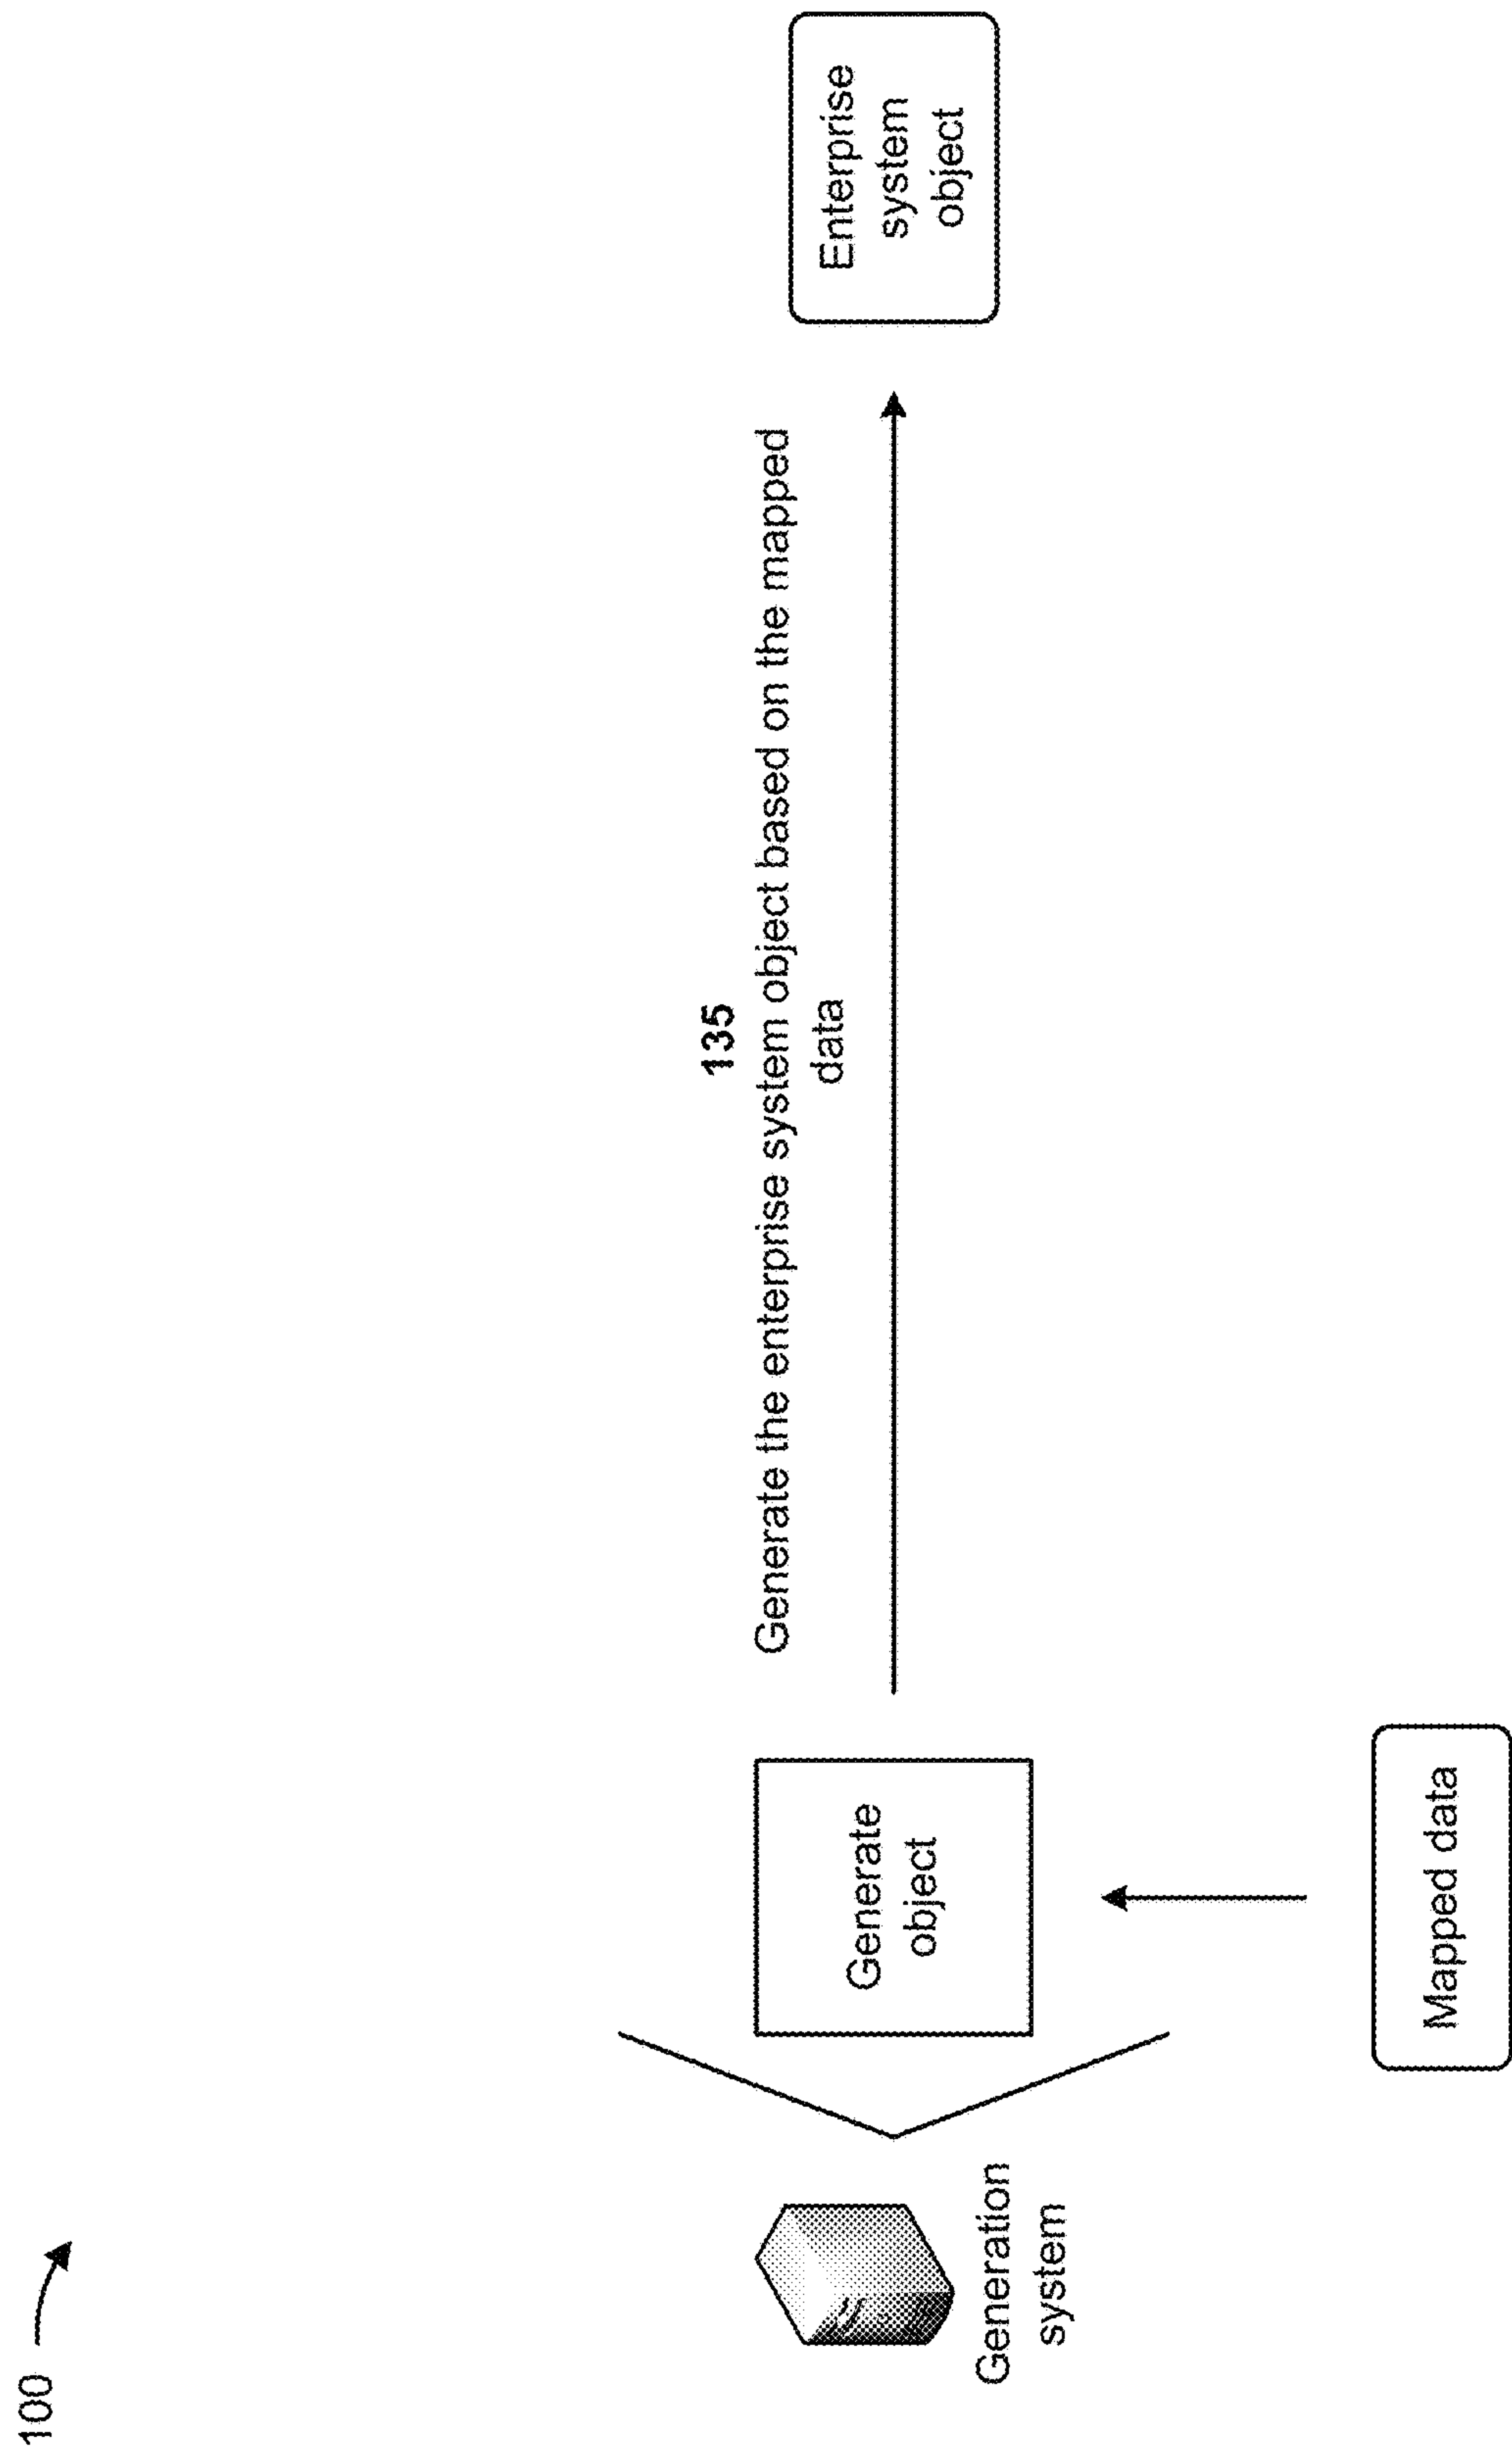 100
135
Generate the enterprise system object based on the mapped
data
Generation
system
Generate
object
Enterprise
system
object
Mapped data